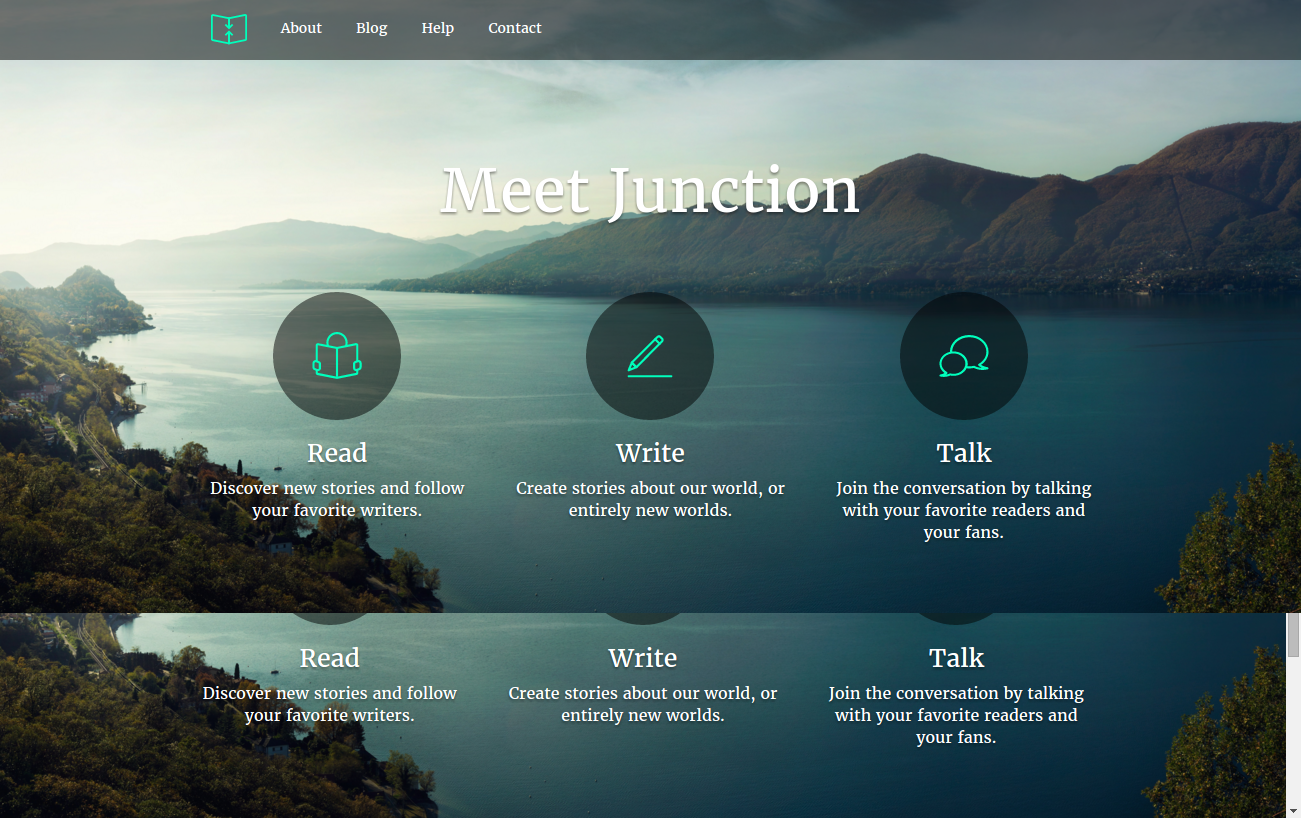 About Blog Help Contact
Meet Junction
Read Write Talk
Discover new stories and follow Create stories about our world, or Join the conversation by talking
your favorite writers. entirely new worlds. with your favorite readers and
your fans.
Read Write Talk
Discover new stories and follow Create stories about our world, or Join the conversation by talking
your favorite writers. entirely new worlds. with your favorite readers and
your fans.